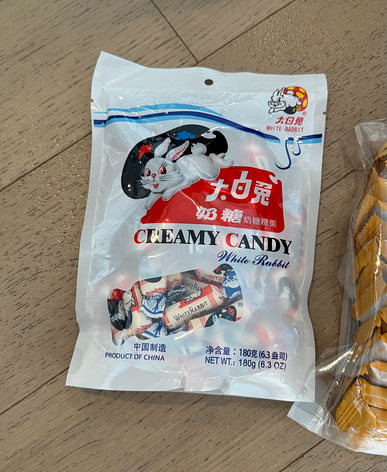 大白兔
WHITE RABBIT
大白兔
奶糖 奶糖糖果
CREAMY CANDY
White Rabbit
WHITE RABBIT
中国制造
PRODUCT OF CHINA
净含量：180克(6.3盎司)
NET WT.: 180g (6.3 OZ)